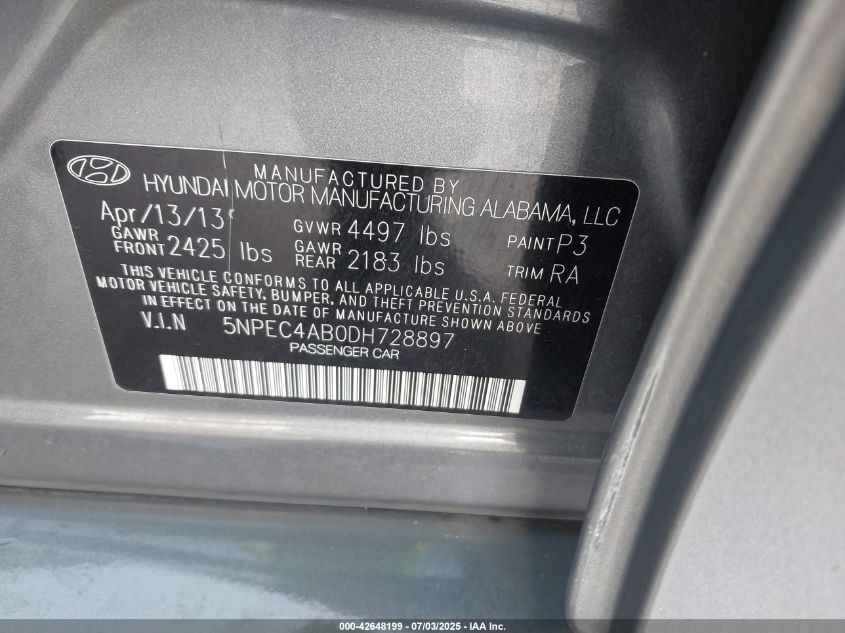 MANUFACTURED BY
HYUNDAI MOTOR MANUFACTURING ALABAMA, LLC
Apr/13/13 GVWR 4497 lbs PAINT P3
GAWR FRONT 2425 lbs GAWR REAR 2183 lbs TRIM RA
THIS VEHICLE CONFORMS TO ALL APPLICABLE U.S.A. FEDERAL
MOTOR VEHICLE SAFETY, BUMPER, AND THEFT PREVENTION STANDARDS
IN EFFECT ON THE DATE OF MANUFACTURE SHOWN ABOVE
V.I.N 5NPEC4AB0DH728897
PASSENGER CAR
000-42648199 - 07/03/2025 - IAA Inc.